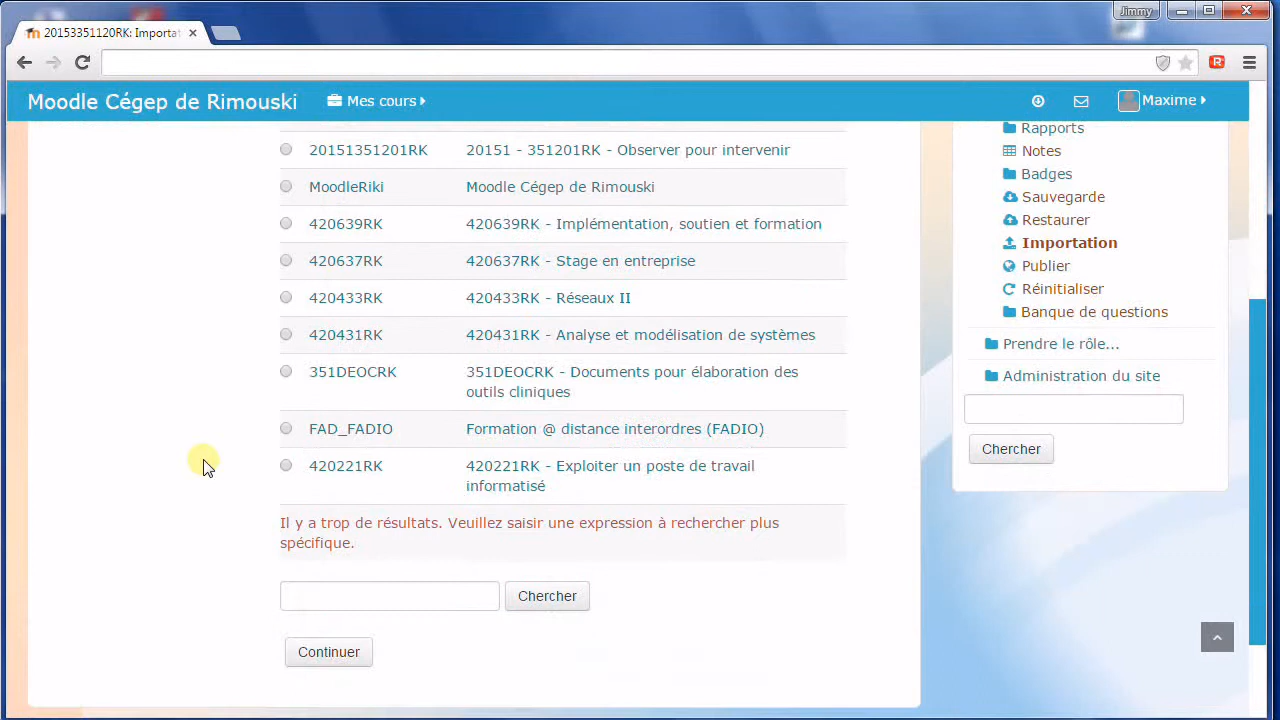 Jimmy
20153351120RK: Importat
Moodle Cégep de Rimouski
Mes cours
Maxime
20151351201RK 20151 - 351201RK - Observer pour intervenir
MoodleRiki Moodle Cégep de Rimouski
420639RK 420639RK - Implémentation, soutien et formation
420637RK 420637RK - Stage en entreprise
420433RK 420433RK - Réseaux II
420431RK 420431RK - Analyse et modélisation de systèmes
351DEOCRK 351DEOCRK - Documents pour élaboration des
outils cliniques
FAD_FADIO Formation @ distance interordres (FADIO)
420221RK 420221RK - Exploiter un poste de travail
informatisé
Il y a trop de résultats. Veuillez saisir une expression à rechercher plus
spécifique.
Chercher
Continuer
Rapports
Notes
Badges
Sauvegarde
Restaurer
Importation
Publier
Réinitialiser
Banque de questions
Prendre le rôle...
Administration du site
Chercher